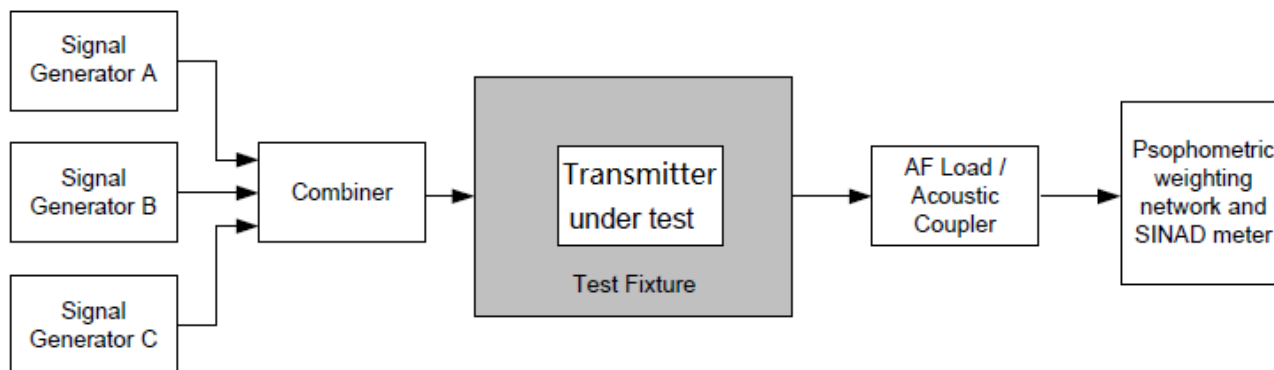 Signal
Generator A
Signal
Generator B
Signal
Generator C
Combiner
Transmitter
under test
Test Fixture
AF Load /
Acoustic
Coupler
Psophometric
weighting
network and
SINAD meter